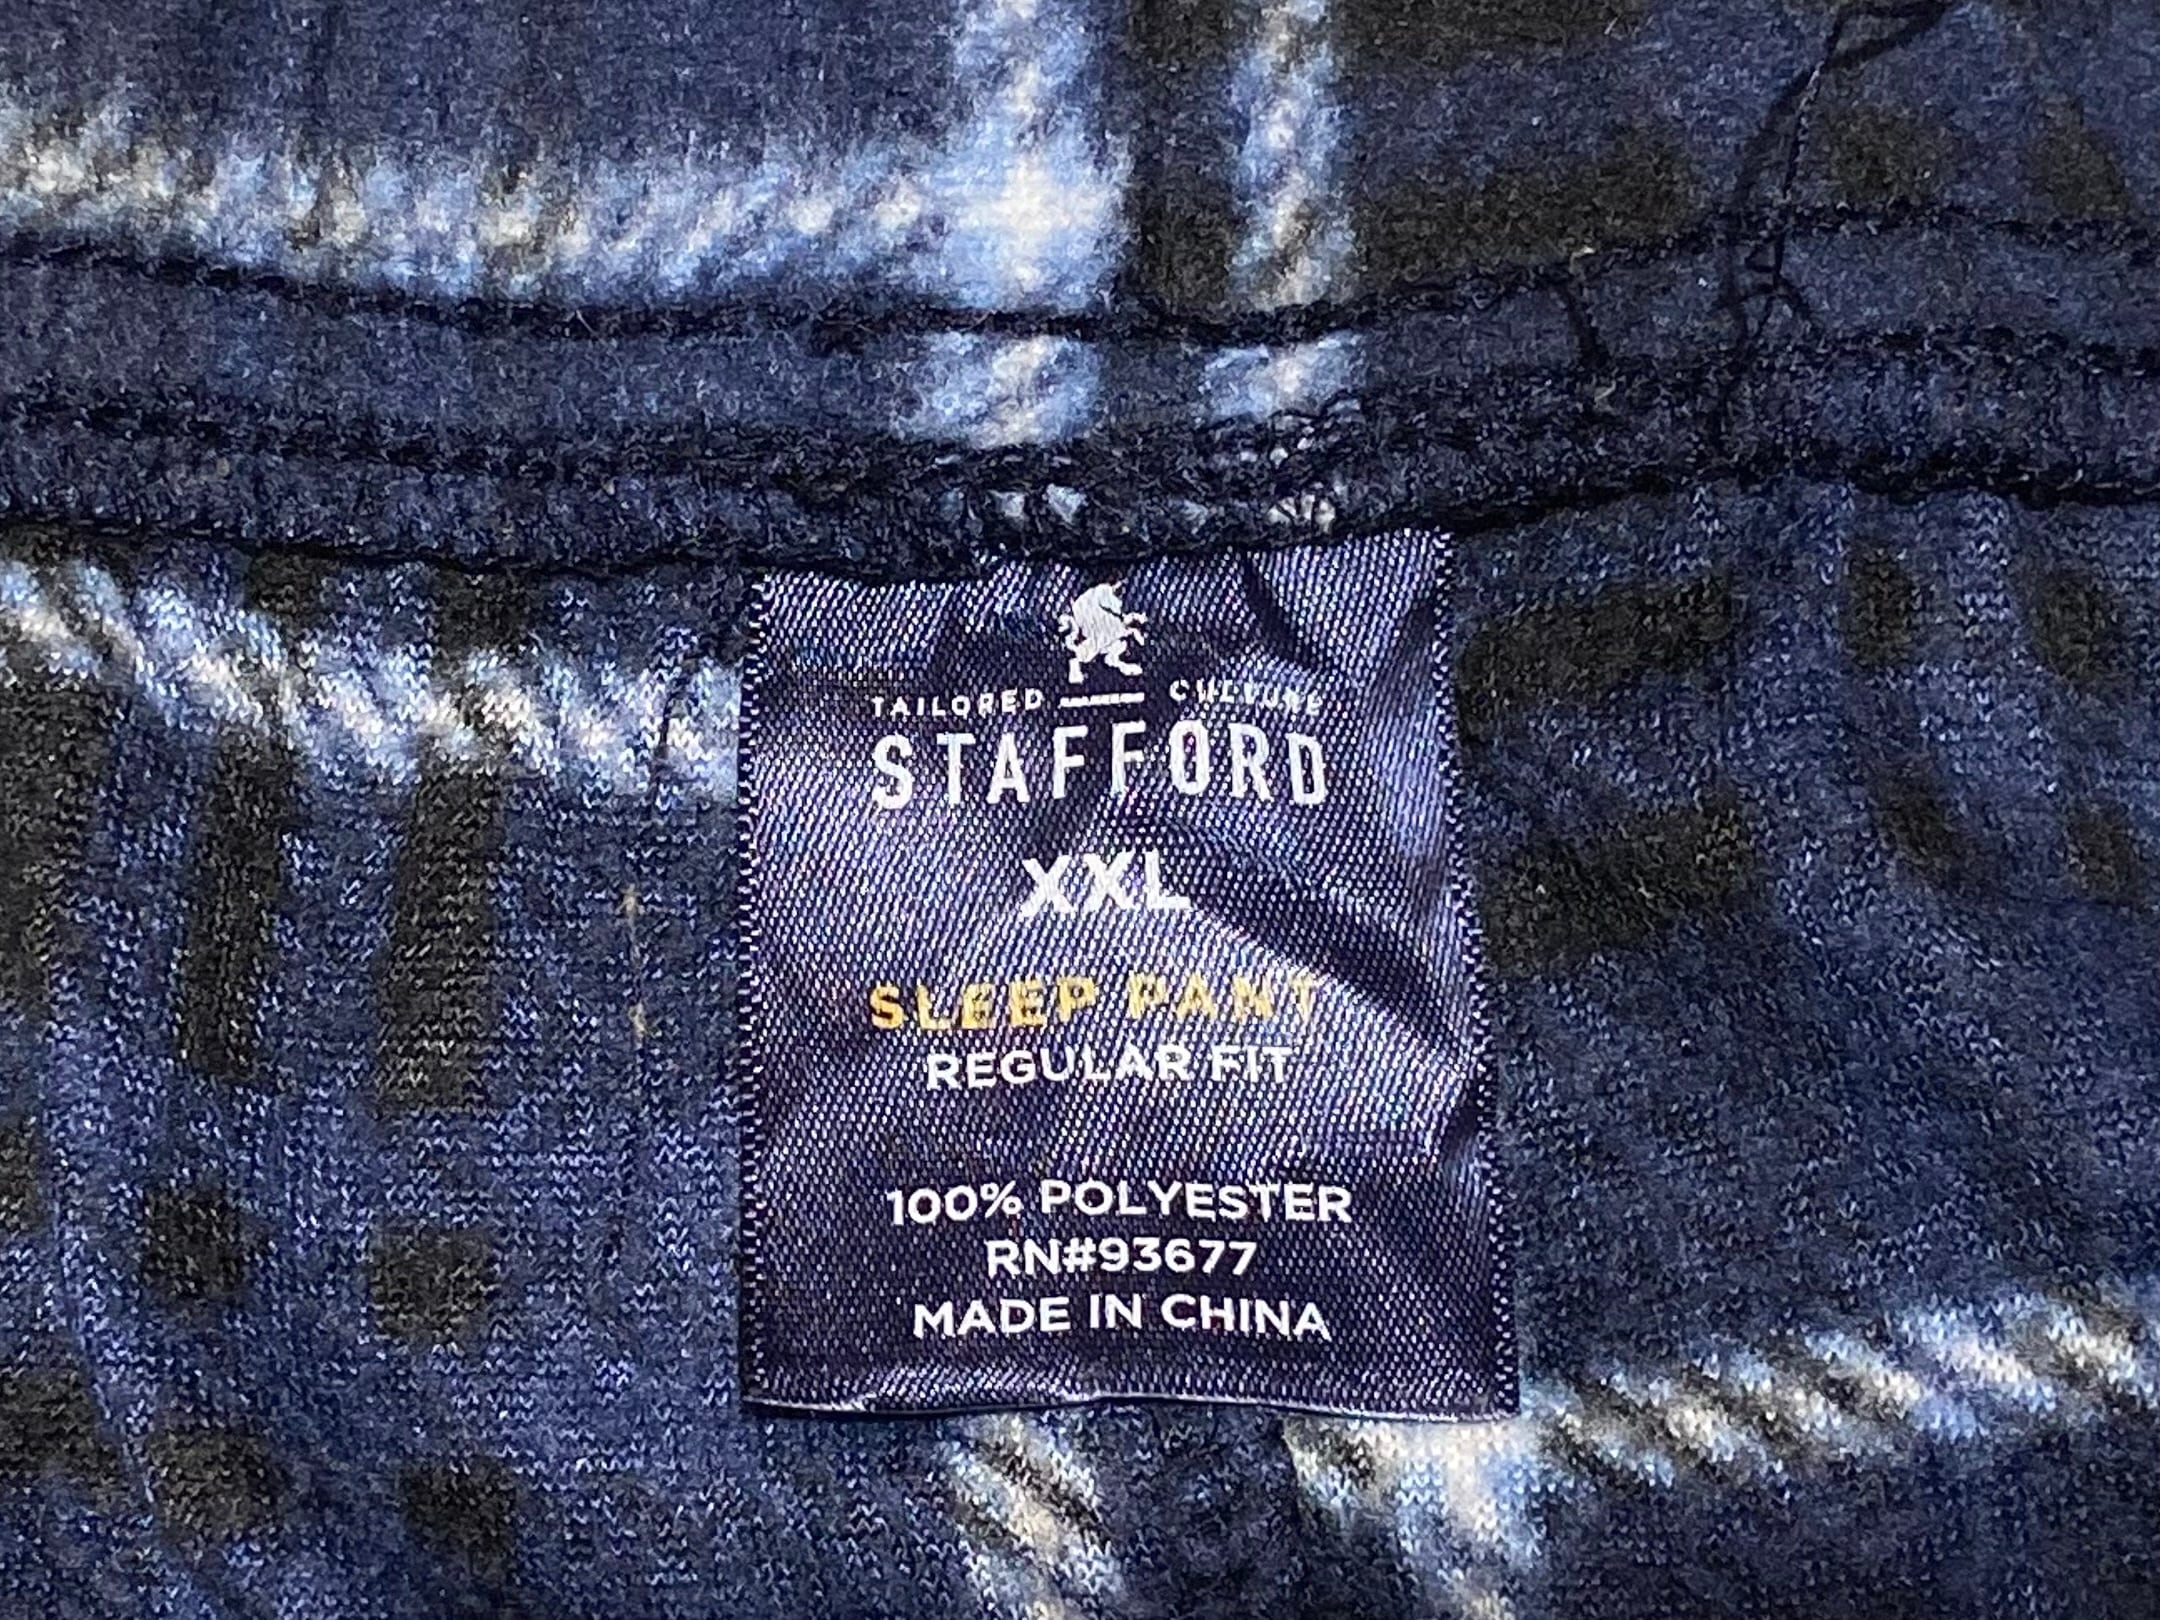 TAILORED CULTURE
STAFFORD
XXL
SLEEP PANT
REGULAR FIT
100% POLYESTER
RN#93677
MADE IN CHINA